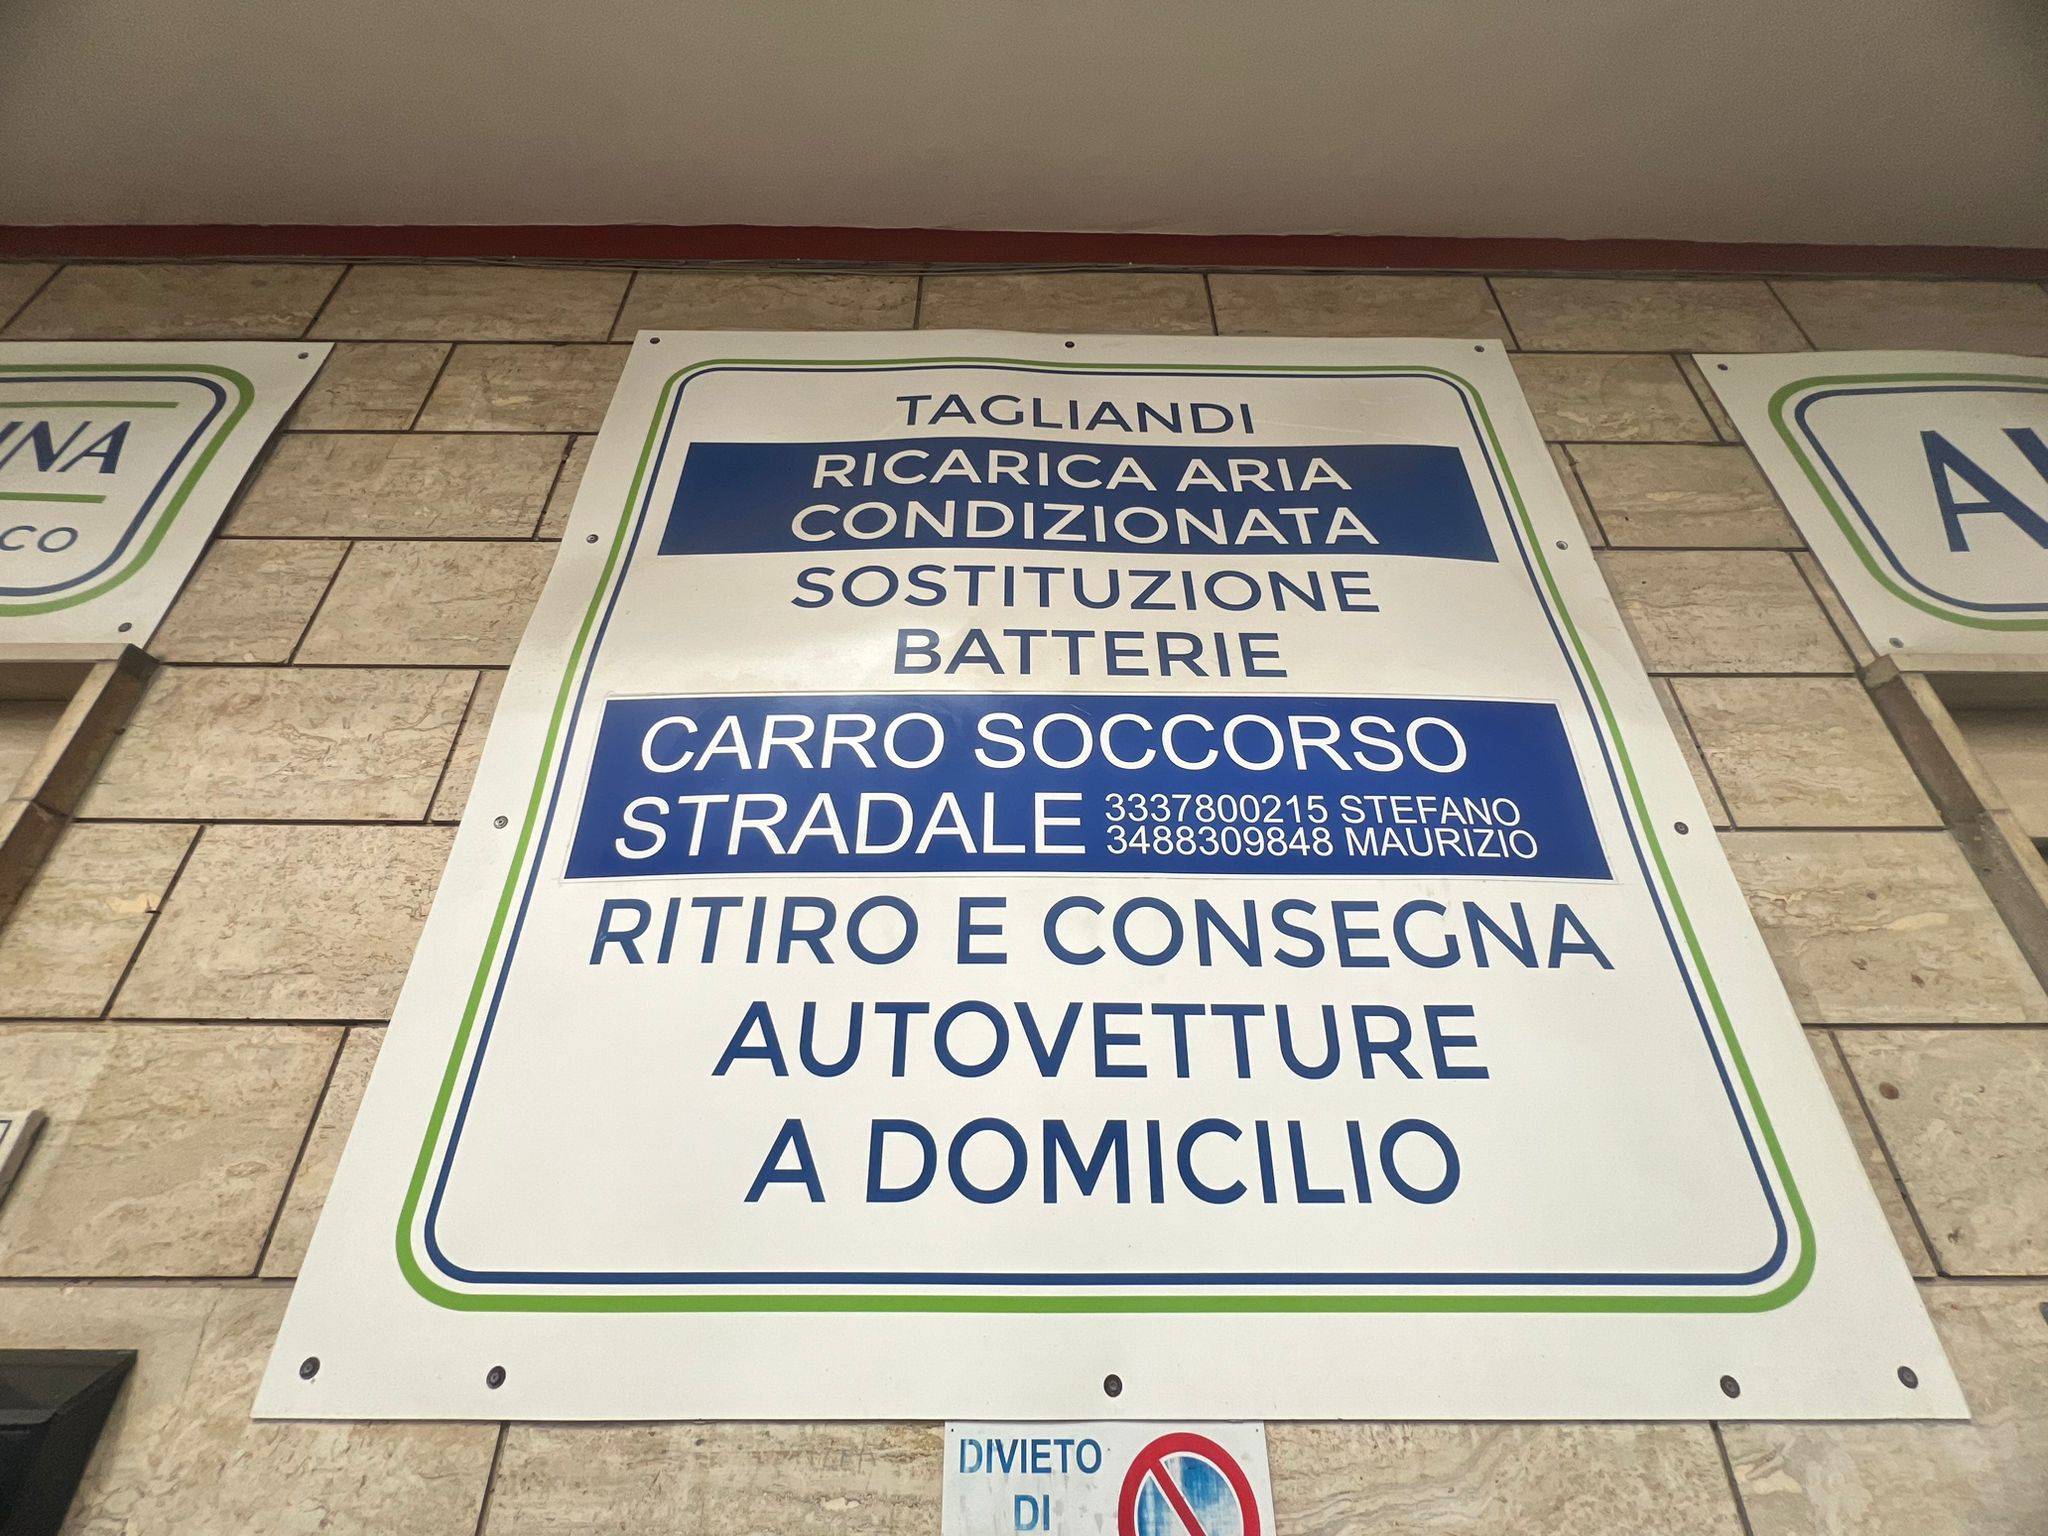 TAGLIANDI
RICARICA ARIA
CONDIZIONATA
SOSTITUZIONE
BATTERIE
CARRO SOCCORSO
STRADALE 3337800215 STEFANO
3488309848 MAURIZIO
RITIRO E CONSEGNA
AUTOVETTURE
A DOMICILIO
DIVIETO
DI